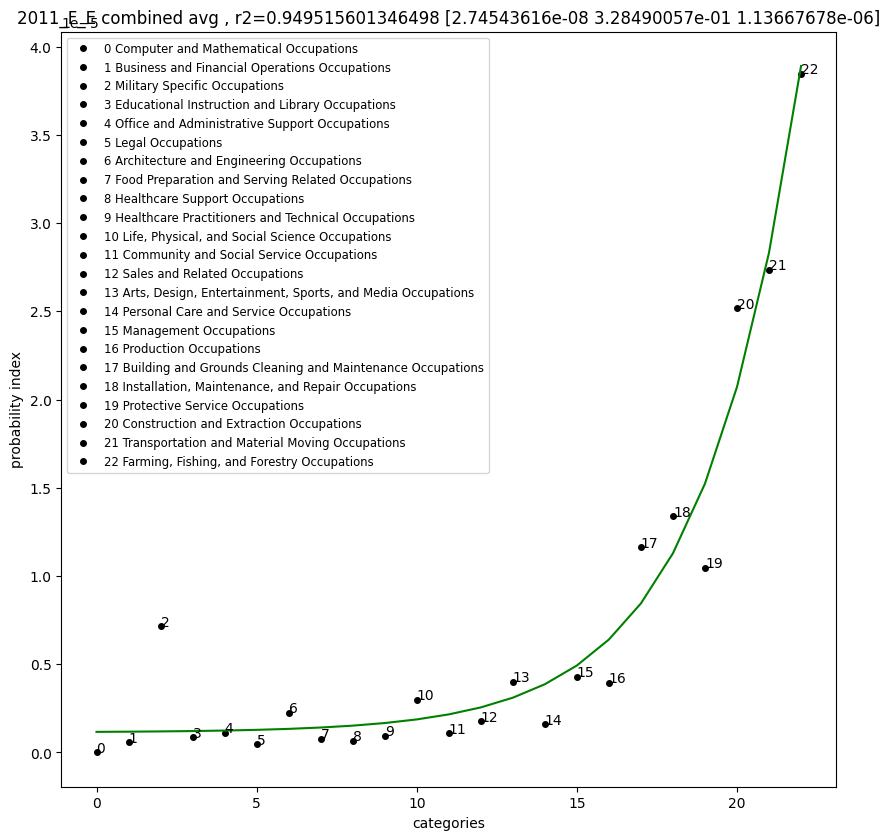 2011_E_E combined avg , r2=0.949515601346498 [2.74543616e-08 3.28490057e-01 1.13667678e-06]
1e-5
0 Computer and Mathematical Occupations
1 Business and Financial Operations Occupations
2 Military Specific Occupations
3 Educational Instruction and Library Occupations
4 Office and Administrative Support Occupations
5 Legal Occupations
6 Architecture and Engineering Occupations
7 Food Preparation and Serving Related Occupations
8 Healthcare Support Occupations
9 Healthcare Practitioners and Technical Occupations
10 Life, Physical, and Social Science Occupations
11 Community and Social Service Occupations
12 Sales and Related Occupations
13 Arts, Design, Entertainment, Sports, and Media Occupations
14 Personal Care and Service Occupations
15 Management Occupations
16 Production Occupations
17 Building and Grounds Cleaning and Maintenance Occupations
18 Installation, Maintenance, and Repair Occupations
19 Protective Service Occupations
20 Construction and Extraction Occupations
21 Transportation and Material Moving Occupations
22 Farming, Fishing, and Forestry Occupations
4.0
3.5
3.0
2.5
2.0
1.5
1.0
0.5
0.0
probability index
0
1
2
3
4
5
6
7
8
9
10
11
12
13
14
15
16
17
18
19
20
21
22
0
5
10
15
20
categories